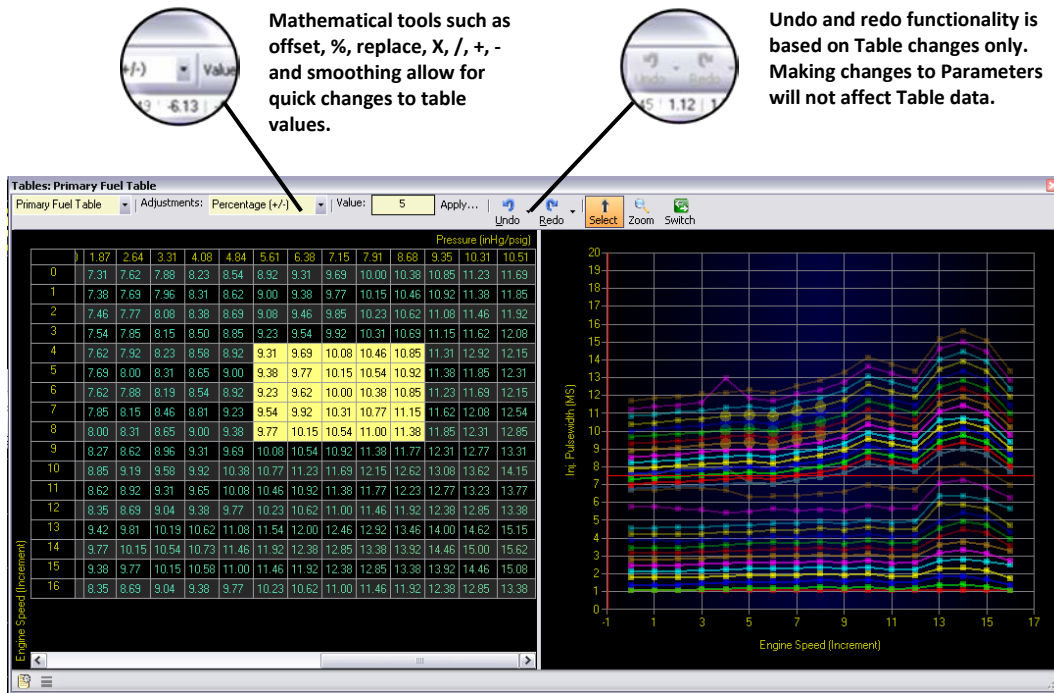 Mathematical tools such as
offset, %, replace, X, /, +, -
and smoothing allow for
quick changes to table
values.
Undo and redo functionality is
based on Table changes only.
Making changes to Parameters
will not affect Table data.
+/-) Value
-6.13
Undo Redo
1.12
Tables: Primary Fuel Table
Primary Fuel Table Adjustments: Percentage (+/-) Value: 5 Apply... Undo Redo Select Zoom Switch
Pressure (inHg/psig)
1.87 2.64 3.31 4.08 4.84 5.61 6.38 7.15 7.91 8.68 9.35 10.31 10.51
0 7.31 7.62 7.88 8.23 8.54 8.92 9.31 9.69 10.00 10.38 10.85 11.23 11.69
1 7.38 7.69 7.96 8.31 8.62 9.00 9.38 9.77 10.15 10.46 10.92 11.38 11.85
2 7.46 7.77 8.08 8.38 8.69 9.08 9.46 9.85 10.23 10.62 11.08 11.46 11.92
3 7.54 7.85 8.15 8.50 8.85 9.23 9.54 9.92 10.31 10.69 11.15 11.62 12.08
4 7.62 7.92 8.23 8.58 8.92 9.31 9.69 10.08 10.46 10.85 11.31 12.92 12.15
5 7.69 8.00 8.31 8.65 9.00 9.38 9.77 10.15 10.54 10.92 11.38 11.85 12.31
6 7.62 7.88 8.19 8.54 8.92 9.23 9.62 10.00 10.38 10.85 11.23 11.69 12.15
7 7.85 8.15 8.46 8.81 9.23 9.54 9.92 10.31 10.77 11.15 11.62 12.08 12.54
8 8.00 8.31 8.65 9.00 9.38 9.77 10.15 10.54 11.00 11.38 11.85 12.31 12.85
9 8.27 8.62 8.96 9.31 9.69 10.08 10.54 10.92 11.38 11.77 12.31 12.77 13.31
10 8.85 9.19 9.58 9.92 10.38 10.77 11.23 11.69 12.15 12.62 13.08 13.62 14.15
11 8.62 8.92 9.31 9.65 10.08 10.46 10.92 11.38 11.77 12.23 12.77 13.23 13.77
12 8.35 8.69 9.04 9.38 9.77 10.23 10.62 11.00 11.46 11.92 12.38 12.85 13.38
13 9.42 9.81 10.19 10.62 11.08 11.54 12.00 12.46 12.92 13.46 14.00 14.62 15.15
14 9.77 10.15 10.54 10.73 11.46 11.92 12.38 12.85 13.38 13.92 14.46 15.00 15.62
15 9.38 9.77 10.15 10.58 11.00 11.46 11.92 12.38 12.85 13.38 13.92 14.46 15.08
16 8.35 8.69 9.04 9.38 9.77 10.23 10.62 11.00 11.46 11.92 12.38 12.85 13.38
Engine Speed (Increment)
Inj. Pulsewidth (MS)
20
19
18
17
16
15
14
13
12
11
10
9
8
7
6
5
4
3
2
1
0
-1 1 3 5 7 9 11 13 15 17
Engine Speed (Increment)